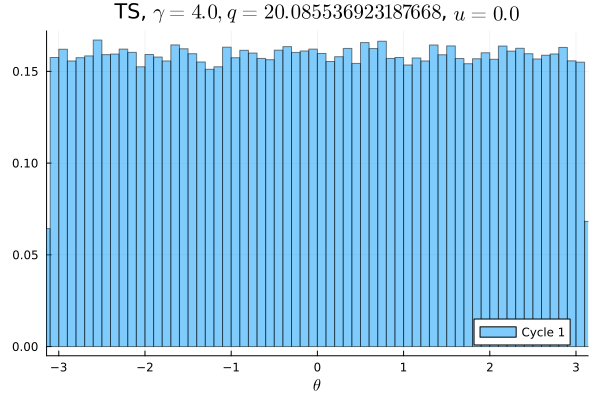 TS, γ = 4.0, q = 20.085536923187668, u = 0.0
0.15
0.10
0.05
0.00
Cycle 1
−3 −2 −1 0 1 2 3
θ